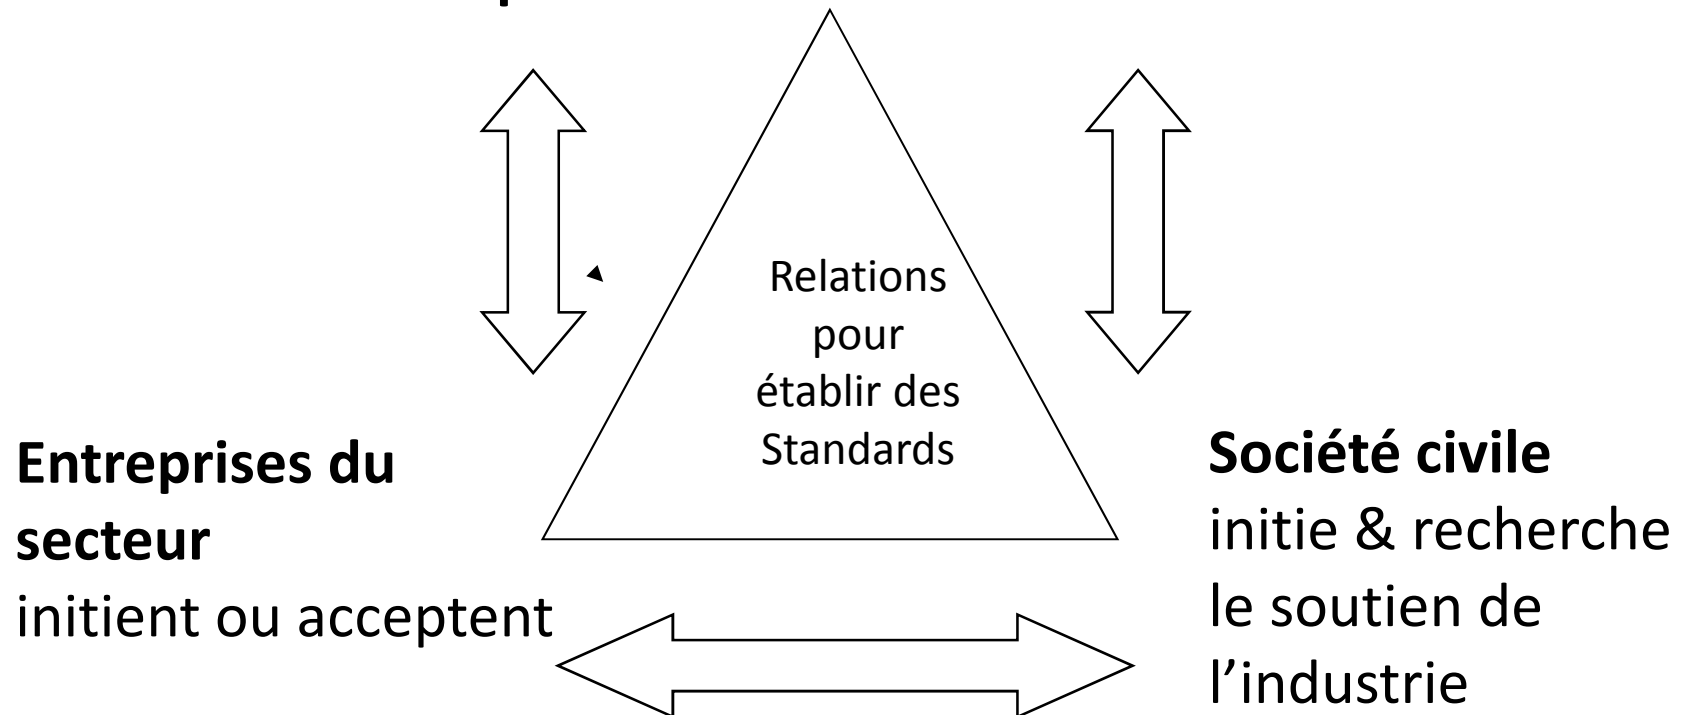 Relations
pour
établir des
Standards
Entreprises du
secteur
initient ou acceptent
Société civile
initie & recherche
le soutien de
l’industrie